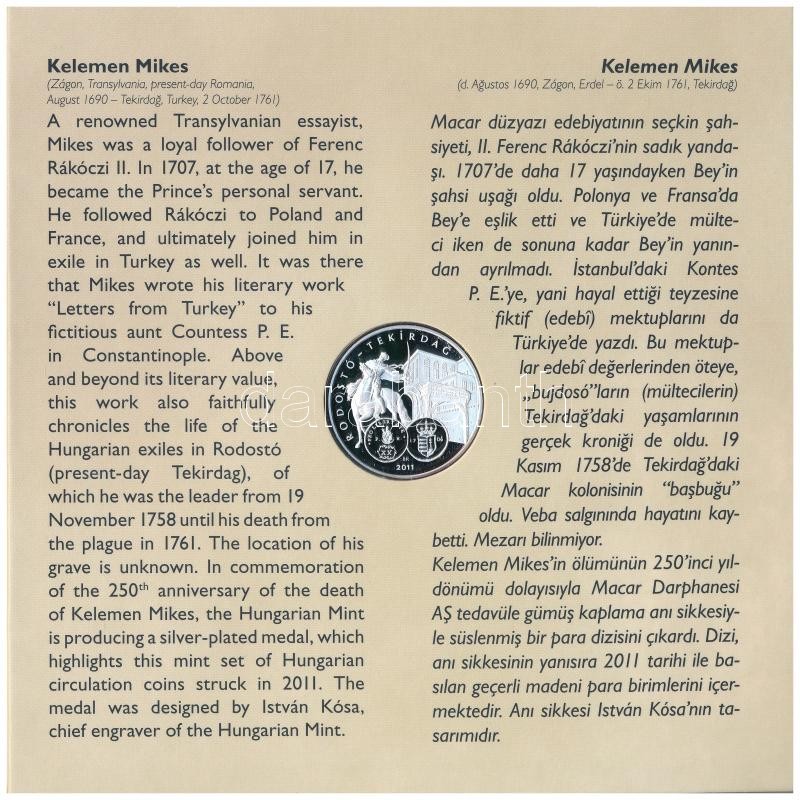 Kelemen Mikes
(Zágon, Transylvania, present-day Romania,
August 1690 – Tekirdağ, Turkey, 2 October 1761)
A renowned Transylvanian essayist,
Mikes was a loyal follower of Ferenc
Rákóczi II. In 1707, at the age of 17, he
became the Prince's personal servant.
He followed Rákóczi to Poland and
France, and ultimately joined him in
exile in Turkey as well. It was there
that Mikes wrote his literary work
“Letters from Turkey” to his
fictitious aunt Countess P. E.
in Constantinople. Above
and beyond its literary value,
this work also faithfully
chronicles the life of the
Hungarian exiles in Rodostó
(present-day Tekirdag), of
which he was the leader from 19
November 1758 until his death from
the plague in 1761. The location of his
grave is unknown. In commemoration
of the 250th anniversary of the death
of Kelemen Mikes, the Hungarian Mint
is producing a silver-plated medal, which
highlights this mint set of Hungarian
circulation coins struck in 2011. The
medal was designed by István Kósa,
chief engraver of the Hungarian Mint.
Kelemen Mikes
(d. Ağustos 1690, Zágon, Erdel – ö. 2 Ekim 1761, Tekirdağ)
Macar düzyazı edebiyatının seçkin şah-
siyeti, II. Ferenc Rákóczi'nin sadık yanda-
şı. 1707'de daha 17 yaşındayken Bey'in
şahsi uşağı oldu. Polonya ve Fransa'da
Bey'e eşlik etti ve Türkiye'de mülte-
ci iken de sonuna kadar Bey'in yanın-
dan ayrılmadı. İstanbul'daki Kontes
P. E.'ye, yani hayal ettiği teyzesine
fiktif (edebî) mektuplarını da
Türkiye'de yazdı. Bu mektup-
lar edebî değerlerinden öteye,
„bujdosó”ların (mültecilerin)
Tekirdağ'daki yaşamlarının
gerçek kroniği de oldu. 19
Kasım 1758'de Tekirdağ'daki
Macar kolonisinin “başbuğu”
oldu. Veba salgınında hayatını kay-
betti. Mezarı bilinmiyor.
Kelemen Mikes'in ölümünün 250'inci yıl-
dönümü dolayısıyla Macar Darphanesi
AŞ tedavüle gümüş kaplama anı sikkesiy-
le süslenmiş bir para dizisini çıkardı. Dizi,
anı sikkesinin yanısıra 2011 tarihi ile ba-
sılan geçerli madeni para birimlerini içer-
mektedir. Anı sikkesi István Kósa'nın ta-
sarımıdır.
RODOSTÓ - TEKİRDAĞ
XX
17 06
BR
2011